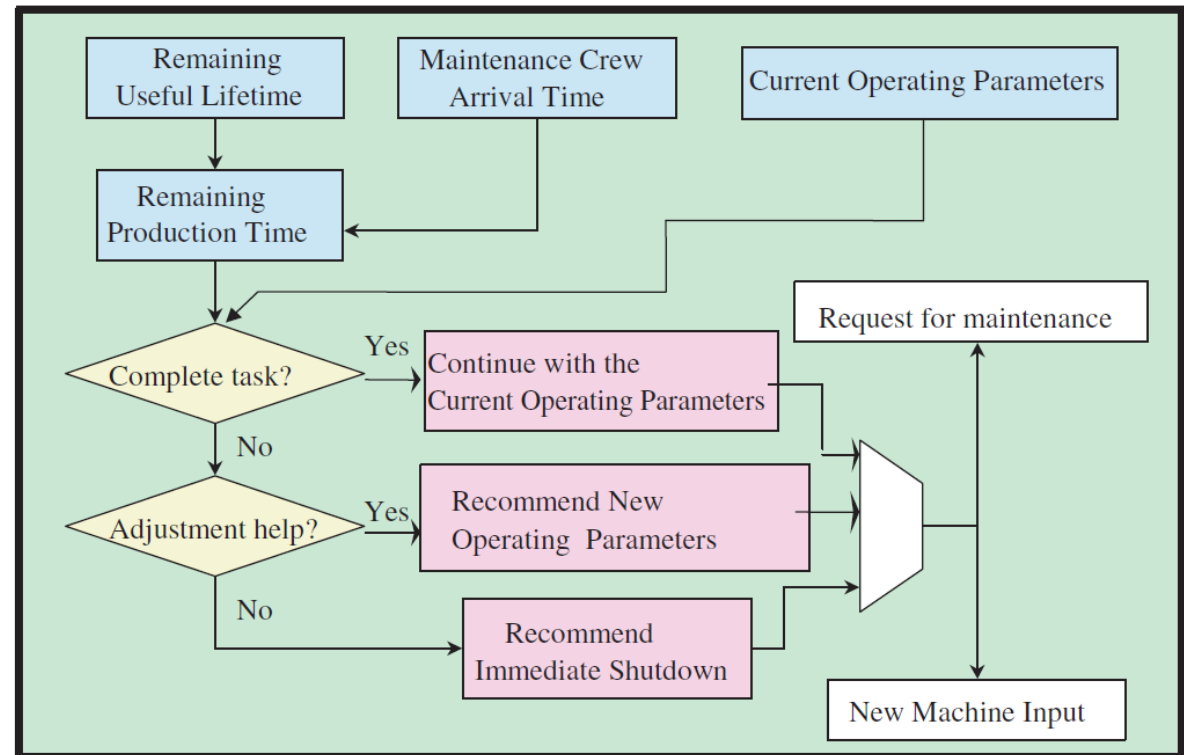 Remaining
Useful Lifetime
Maintenance Crew
Arrival Time
Current Operating Parameters
Remaining
Production Time
Request for maintenance
Complete task?
Yes
Continue with the
Current Operating Parameters
No
Adjustment help?
Yes
Recommend New
Operating Parameters
No
Recommend
Immediate Shutdown
New Machine Input